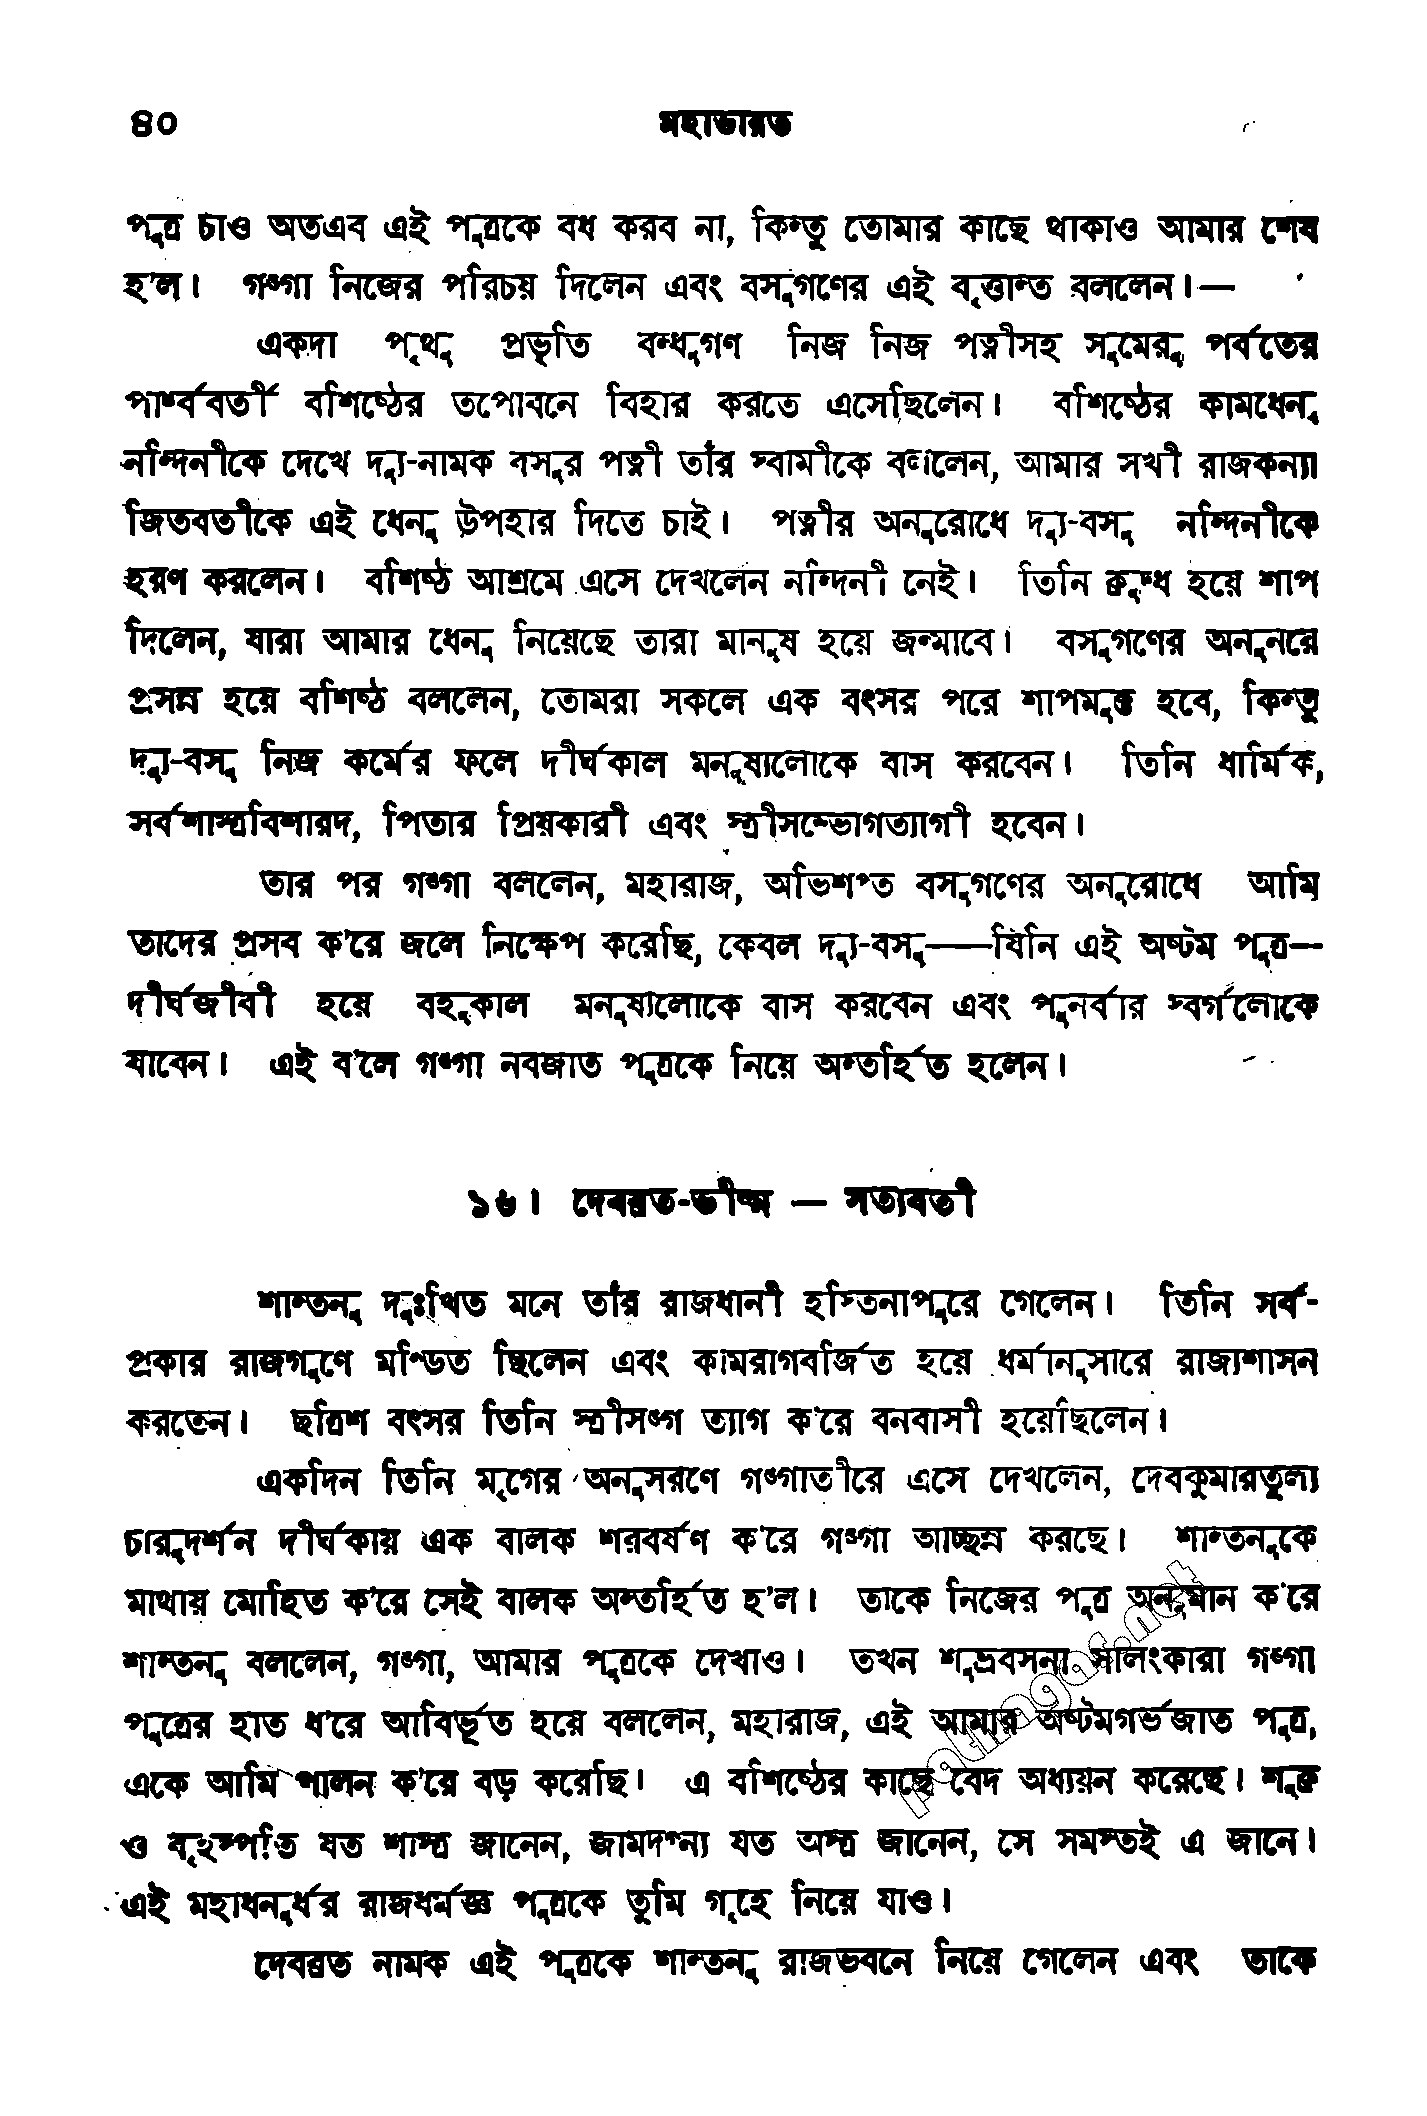 ৪০ মহাভারত
পুত্র চাও অতএব এই পুত্রকে বধ করব না, কিন্তু তোমার কাছে থাকাও আমার শেষ
হ'ল। গঙ্গা নিজের পরিচয় দিলেন এবং বসুগণের এই বৃত্তান্ত বললেন।—
একদা পৃথু প্রভৃতি বন্ধুগণ নিজ নিজ পত্নীসহ সুমেরু পর্বতের
পার্শ্ববর্তী বশিষ্ঠের তপোবনে বিহার করতে এসেছিলেন। বশিষ্ঠের কামধেনু
নন্দিনীকে দেখে দ্যু-নামক বসুর পত্নী তাঁর স্বামীকে বললেন, আমার সখী রাজকন্যা
জিতবতীকে এই ধেনু উপহার দিতে চাই। পত্নীর অনুরোধে দ্যু-বসু নন্দিনীকে
হরণ করলেন। বশিষ্ঠ আশ্রমে এসে দেখলেন নন্দিনী নেই। তিনি ক্রুদ্ধ হয়ে শাপ
দিলেন, যারা আমার ধেনু নিয়েছে তারা মানুষ হয়ে জন্মাবে। বসুগণের অনুনয়ে
প্রসন্ন হয়ে বশিষ্ঠ বললেন, তোমরা সকলে এক বৎসর পরে শাপমুক্ত হবে, কিন্তু
দ্যু-বসু নিজ কর্মের ফলে দীর্ঘকাল মনুষ্যলোকে বাস করবেন। তিনি ধার্মিক,
সর্বশাস্ত্রবিশারদ, পিতার প্রিয়কারী এবং স্ত্রীসম্ভোগত্যাগী হবেন।
তার পর গঙ্গা বললেন, মহারাজ, অভিশপ্ত বসুগণের অনুরোধে আমি
তাদের প্রসব ক'রে জলে নিক্ষেপ করেছি, কেবল দ্যু-বসু——যিনি এই অষ্টম পুত্র—
দীর্ঘজীবী হয়ে বহুকাল মনুষ্যলোকে বাস করবেন এবং পুনর্বার স্বর্গলোকে
যাবেন। এই ব'লে গঙ্গা নবজাত পুত্রকে নিয়ে অন্তর্হিত হলেন।
১৬। দেবব্রত-ভীষ্ম — সত্যবতী
শান্তনু দুঃখিত মনে তাঁর রাজধানী হস্তিনাপুরে গেলেন। তিনি সর্ব-
প্রকার রাজগুণে মণ্ডিত ছিলেন এবং কামরাগবর্জিত হয়ে ধর্মানুসারে রাজ্যশাসন
করতেন। ছত্রিশ বৎসর তিনি স্ত্রীসঙ্গ ত্যাগ ক'রে বনবাসী হয়েছিলেন।
একদিন তিনি মৃগের অনুসরণে গঙ্গাতীরে এসে দেখলেন, দেবকুমারতুল্য
চারুদর্শন দীর্ঘকায় এক বালক শরবর্ষণ ক'রে গঙ্গা আচ্ছন্ন করছে। শান্তনুকে
মাথায় মোহিত ক'রে সেই বালক অন্তর্হিত হ'ল। তাকে নিজের পুত্র অনুমান ক'রে
শান্তনু বললেন, গঙ্গা, আমার পুত্রকে দেখাও। তখন শুভ্রবসনা সালংকারা গঙ্গা
পুত্রের হাত ধ'রে আবির্ভূত হয়ে বললেন, মহারাজ, এই আমার অষ্টমগর্ভজাত পুত্র,
একে আমি পালন ক'রে বড় করেছি। এ বশিষ্ঠের কাছে বেদ অধ্যয়ন করেছে। শুক্র
ও বৃহস্পতি যত শাস্ত্র জানেন, জামদগ্ন্য যত অস্ত্র জানেন, সে সমস্তই এ জানে।
এই মহাধনুর্ধর রাজধর্মজ্ঞ পুত্রকে তুমি গৃহে নিয়ে যাও।
দেবব্রত নামক এই পুত্রকে শান্তনু রাজভবনে নিয়ে গেলেন এবং তাকে